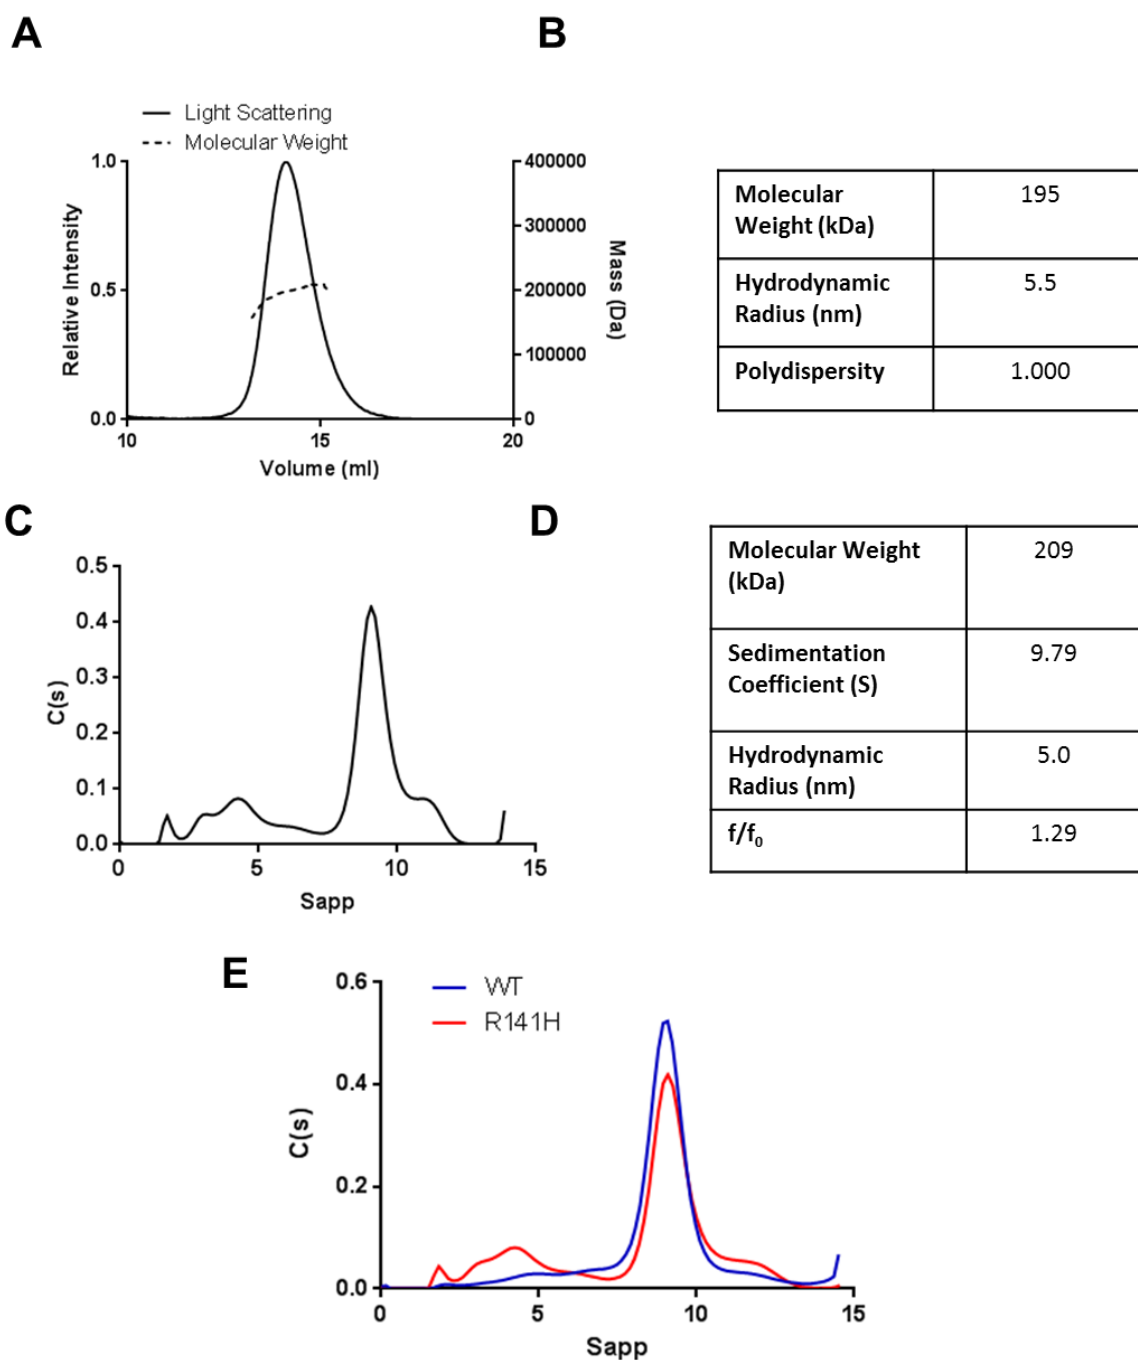 A
B
Light Scattering
Molecular Weight
1.0
0.5
0.0
Relative Intensity
400000
300000
200000
100000
0
Mass (Da)
10
15
20
Volume (ml)
Molecular
Weight (kDa)
195
Hydrodynamic
Radius (nm)
5.5
Polydispersity
1.000
C
D
0.5
0.4
0.3
0.2
0.1
0.0
C(s)
0
5
10
15
Sapp
Molecular Weight
(kDa)
209
Sedimentation
Coefficient (S)
9.79
Hydrodynamic
Radius (nm)
5.0
f/f₀
1.29
E
WT
R141H
0.6
0.4
0.2
0.0
C(s)
0
5
10
15
Sapp